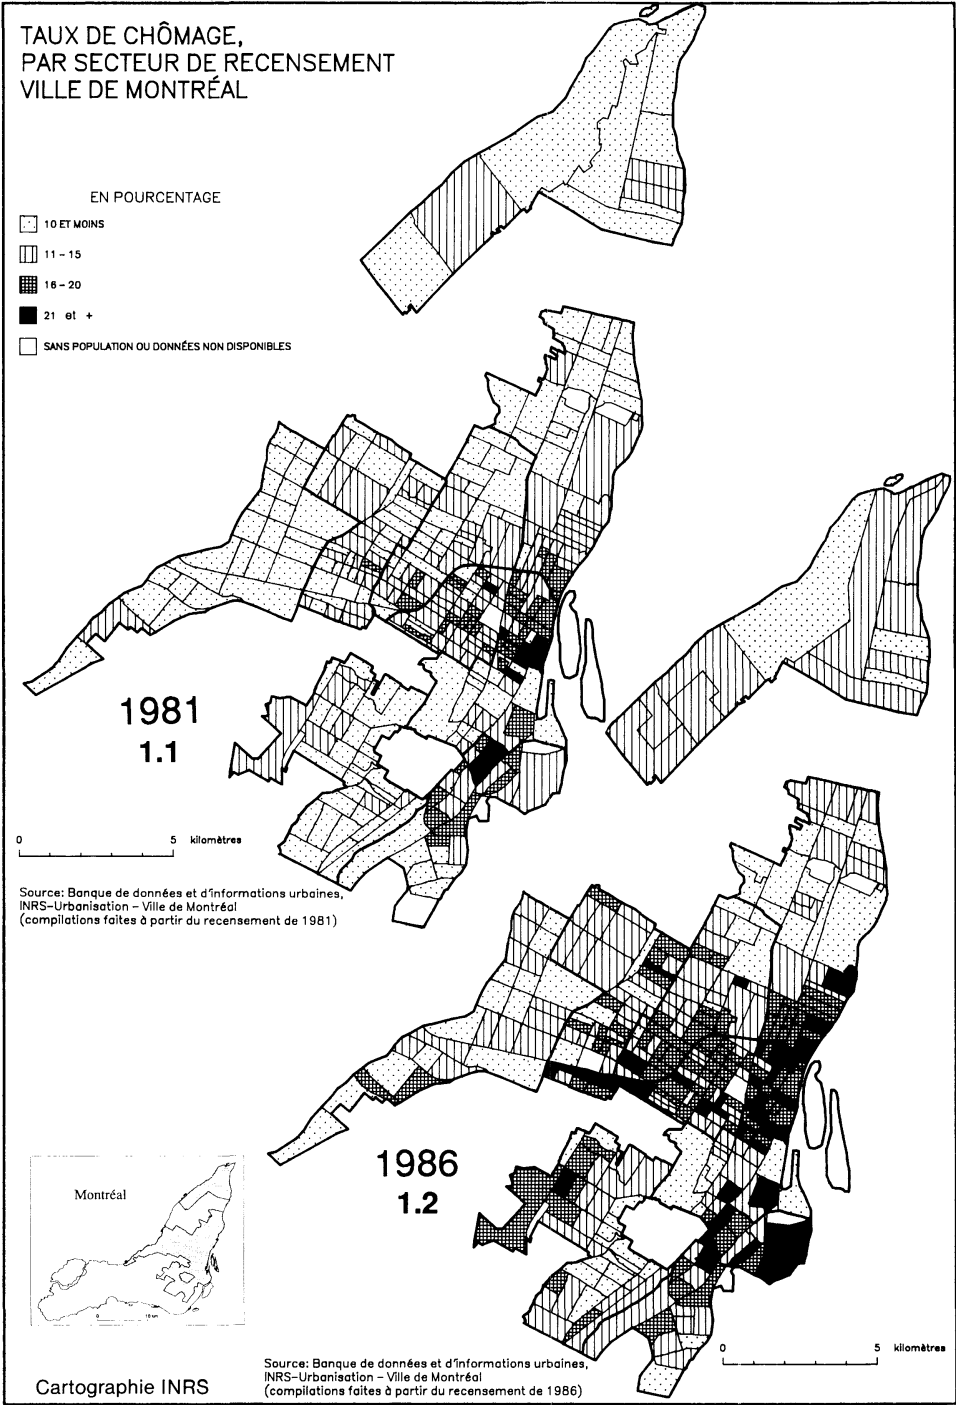 TAUX DE CHÔMAGE,
PAR SECTEUR DE RECENSEMENT
VILLE DE MONTRÉAL
EN POURCENTAGE
10 ET MOINS
11 - 15
16 - 20
21 et +
SANS POPULATION OU DONNÉES NON DISPONIBLES
1981
1.1
0 5 kilomètres
Source: Banque de données et d'informations urbaines,
INRS-Urbanisation - Ville de Montréal
(compilations faites à partir du recensement de 1981)
1986
1.2
Montréal
0 10 km
0 5 kilomètres
Source: Banque de données et d'informations urbaines,
INRS-Urbanisation - Ville de Montréal
(compilations faites à partir du recensement de 1986)
Cartographie INRS